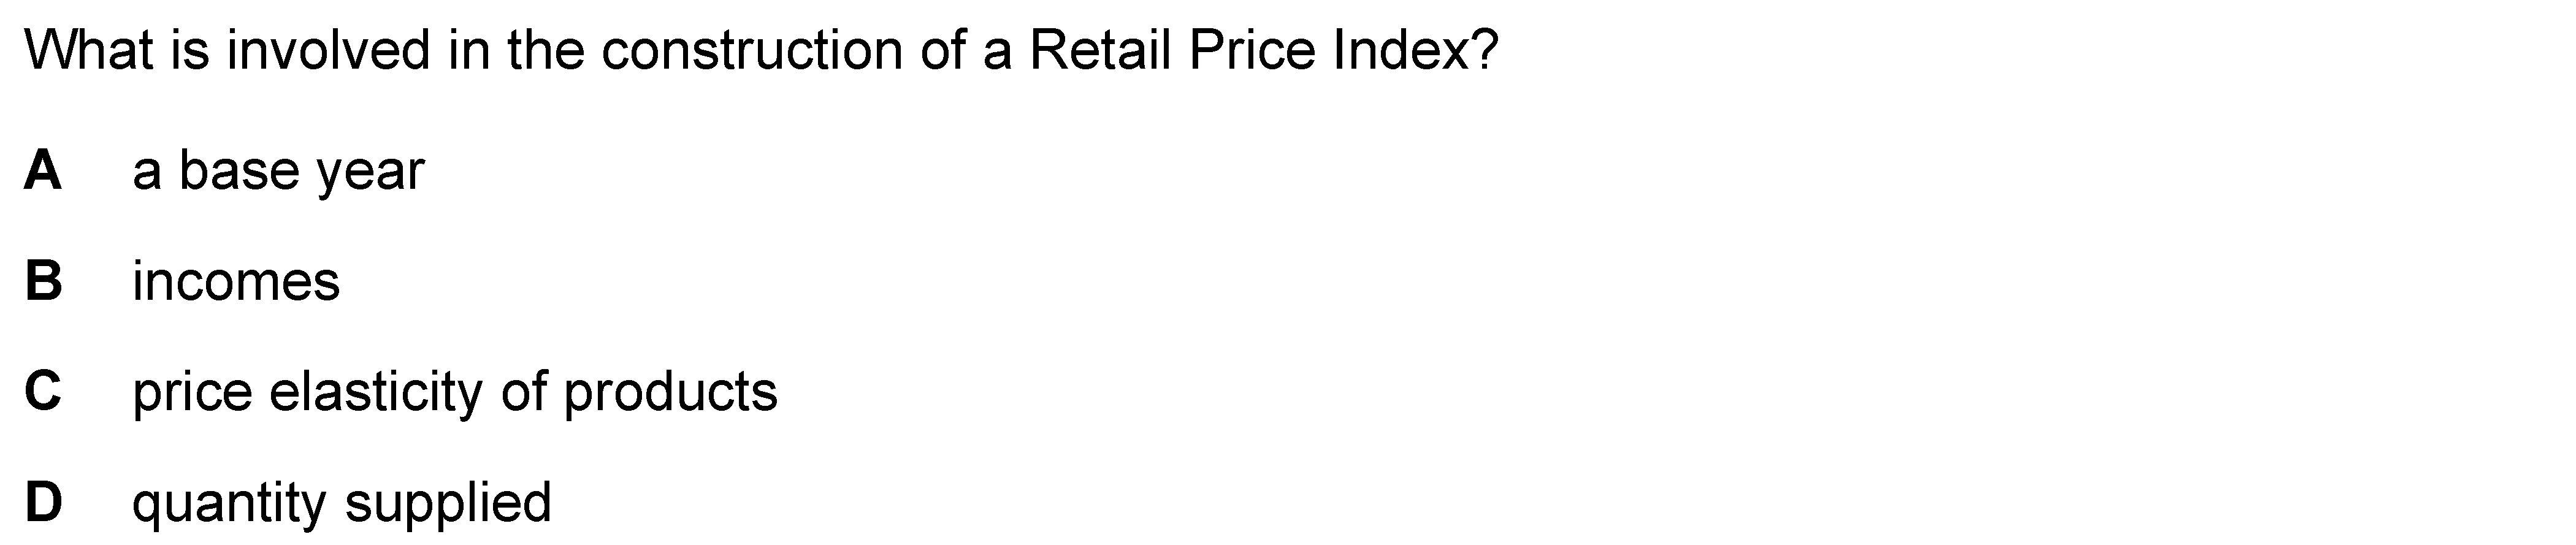 What is involved in the construction of a Retail Price Index?
A a base year
B incomes
C price elasticity of products
D quantity supplied